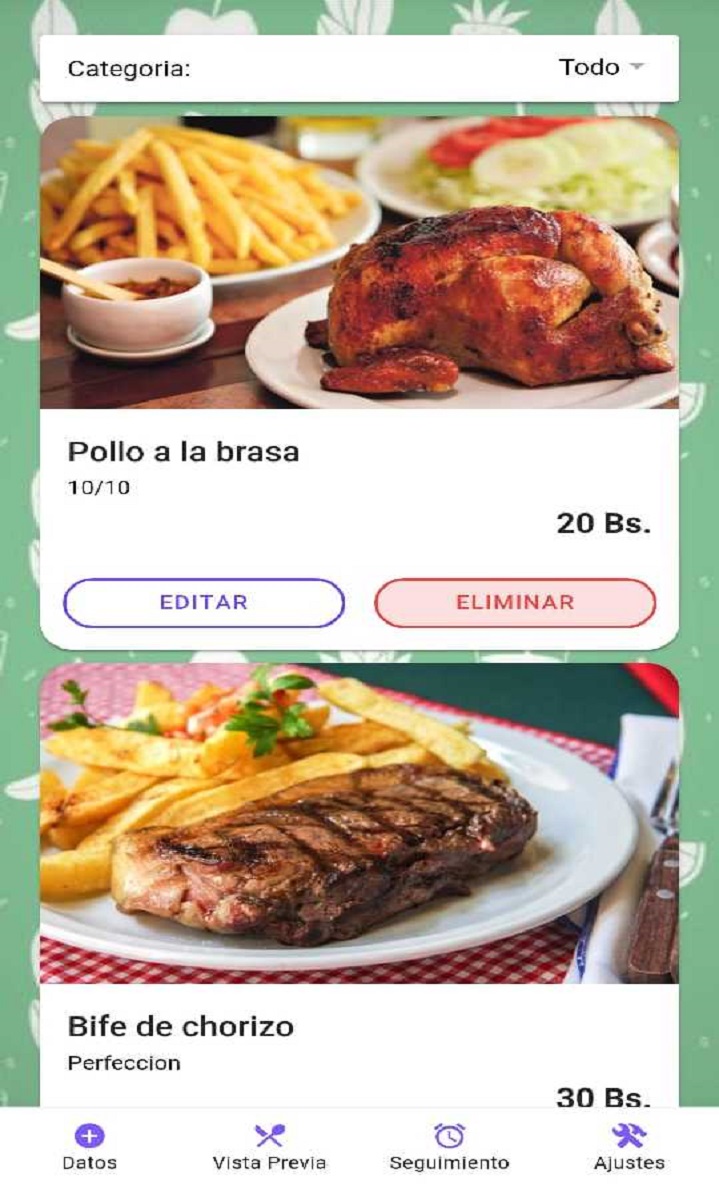 Categoria: Todo
Pollo a la brasa
10/10
20 Bs.
EDITAR ELIMINAR
Bife de chorizo
Perfeccion
30 Bs.
Datos Vista Previa Seguimiento Ajustes